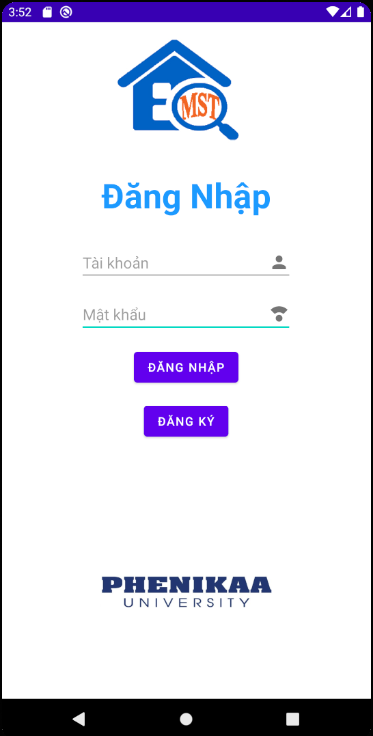 3:52
E
MST
Đăng Nhập
Tài khoản
Mật khẩu
ĐĂNG NHẬP
ĐĂNG KÝ
PHENIKAA
UNIVERSITY